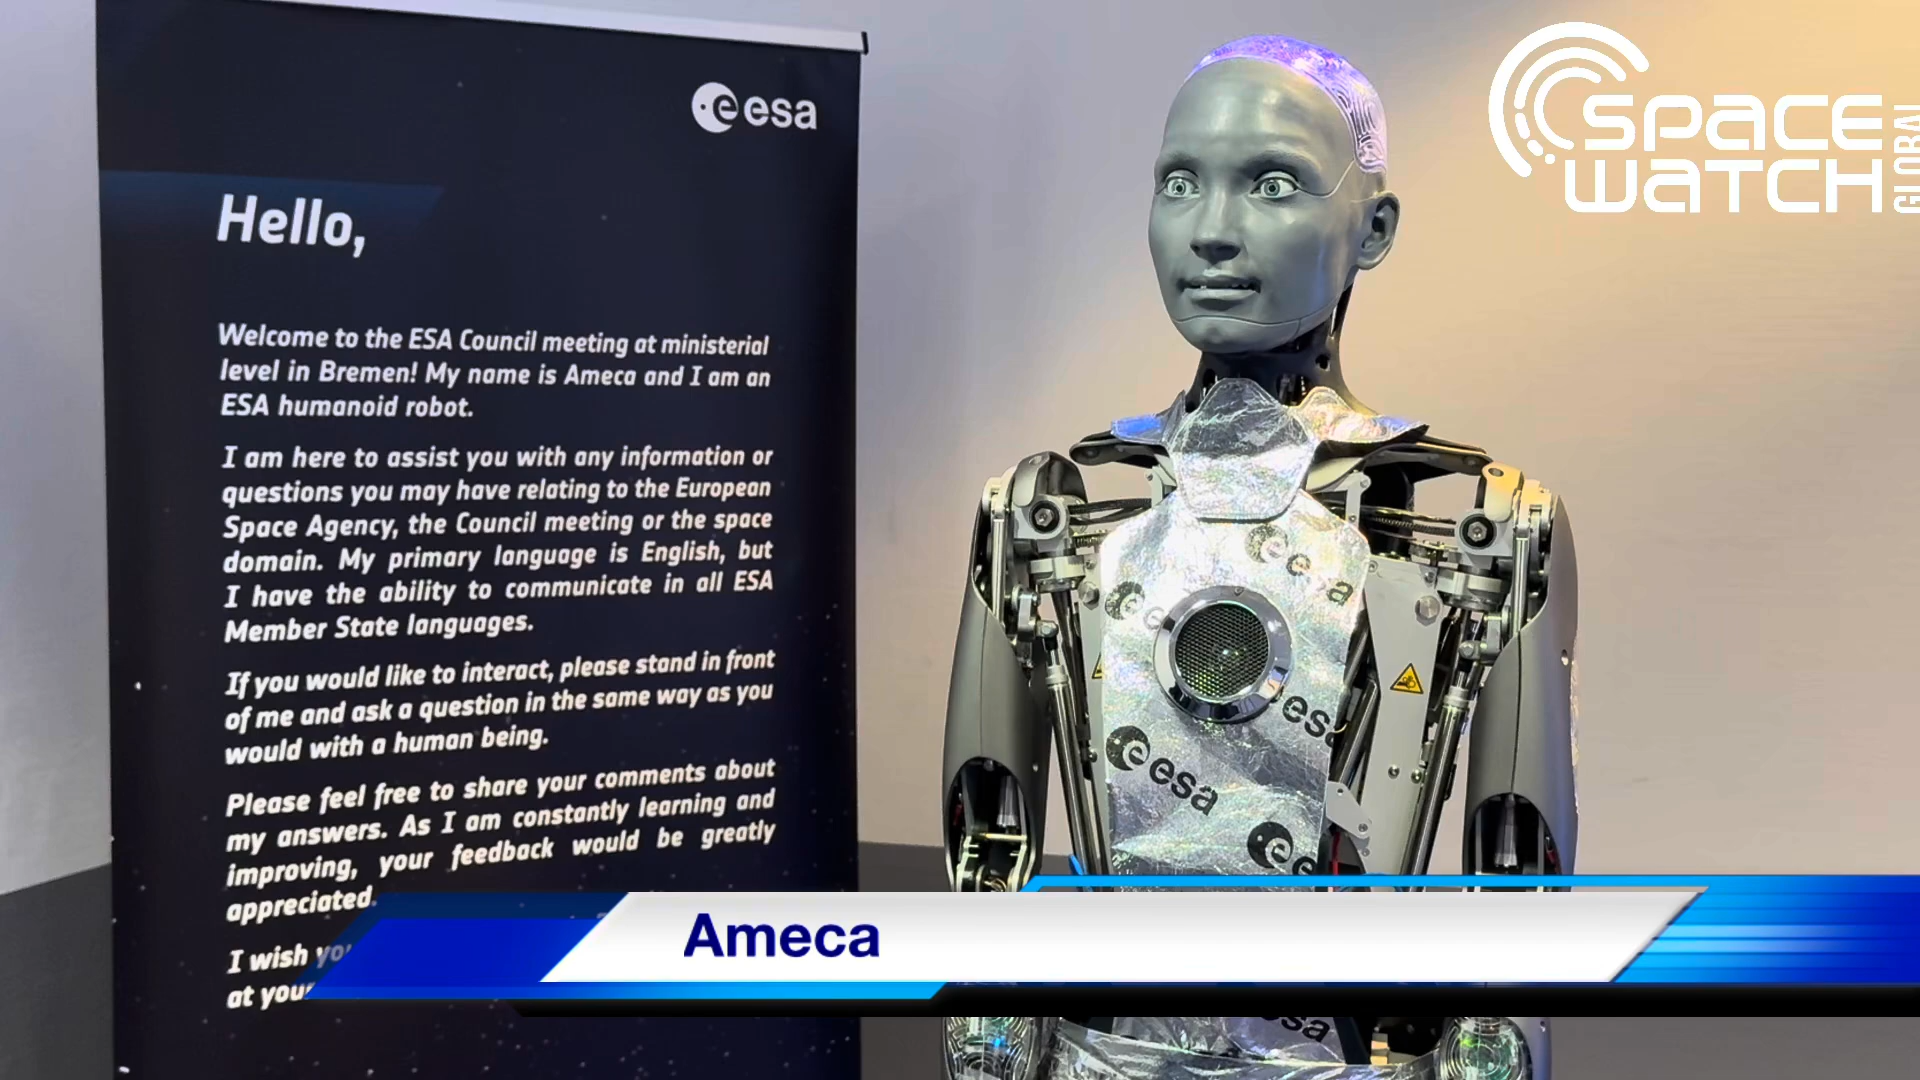 esa
Hello,
Welcome to the ESA Council meeting at ministerial
level in Bremen! My name is Ameca and I am an
ESA humanoid robot.
I am here to assist you with any information or
questions you may have relating to the European
Space Agency, the Council meeting or the space
domain. My primary language is English, but
I have the ability to communicate in all ESA
Member State languages.
If you would like to interact, please stand in front
of me and ask a question in the same way as you
would with a human being.
Please feel free to share your comments about
my answers. As I am constantly learning and
improving, your feedback would be greatly
appreciated.
I wish
at
SPACE
WATCH
GLOBAL
esa
esa
esa
Ameca